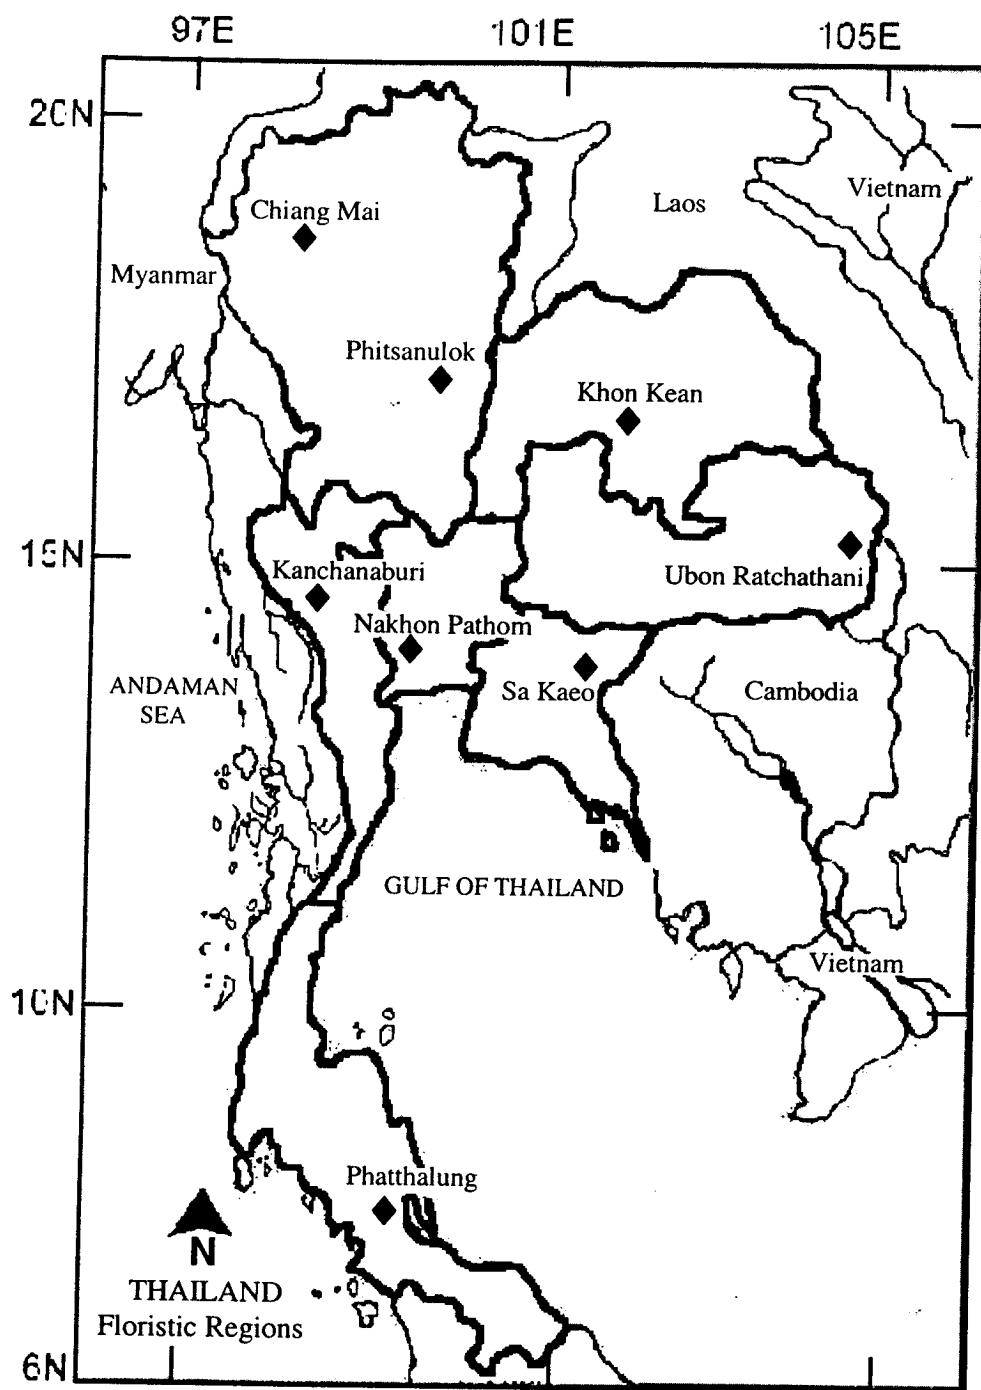 97E 101E 105E
20N
Vietnam
Laos
Chiang Mai
Myanmar
Phitsanulok
Khon Kean
15N
Kanchanaburi
Ubon Ratchathani
Nakhon Pathom
ANDAMAN
SEA
Sa Kaeo
Cambodia
GULF OF THAILAND
Vietnam
10N
Phatthalung
N
THAILAND
Floristic Regions
6N